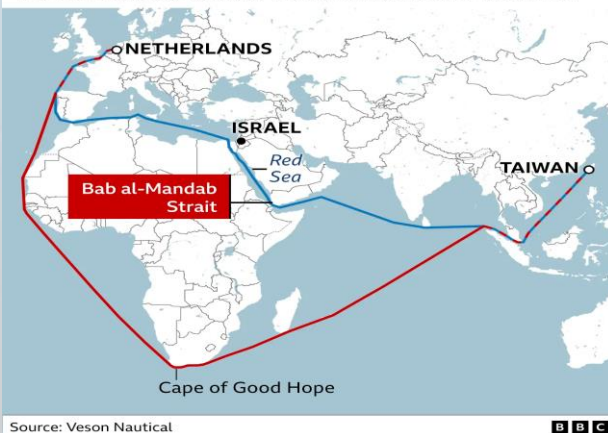 NETHERLANDS
ISRAEL
Red
Sea
TAIWAN
Bab al-Mandab
Strait
Cape of Good Hope
Source: Veson Nautical
BBC